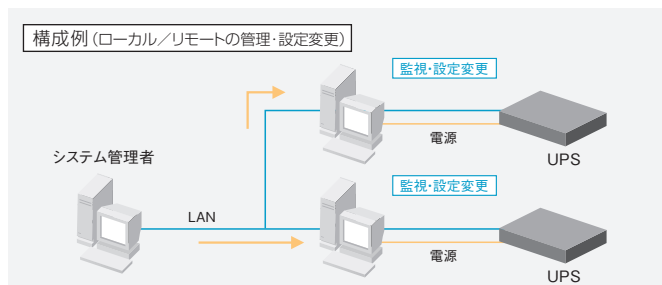 構成例(ローカル／リモートの管理・設定変更)
監視・設定変更
電源
UPS
システム管理者
LAN
監視・設定変更
電源
UPS